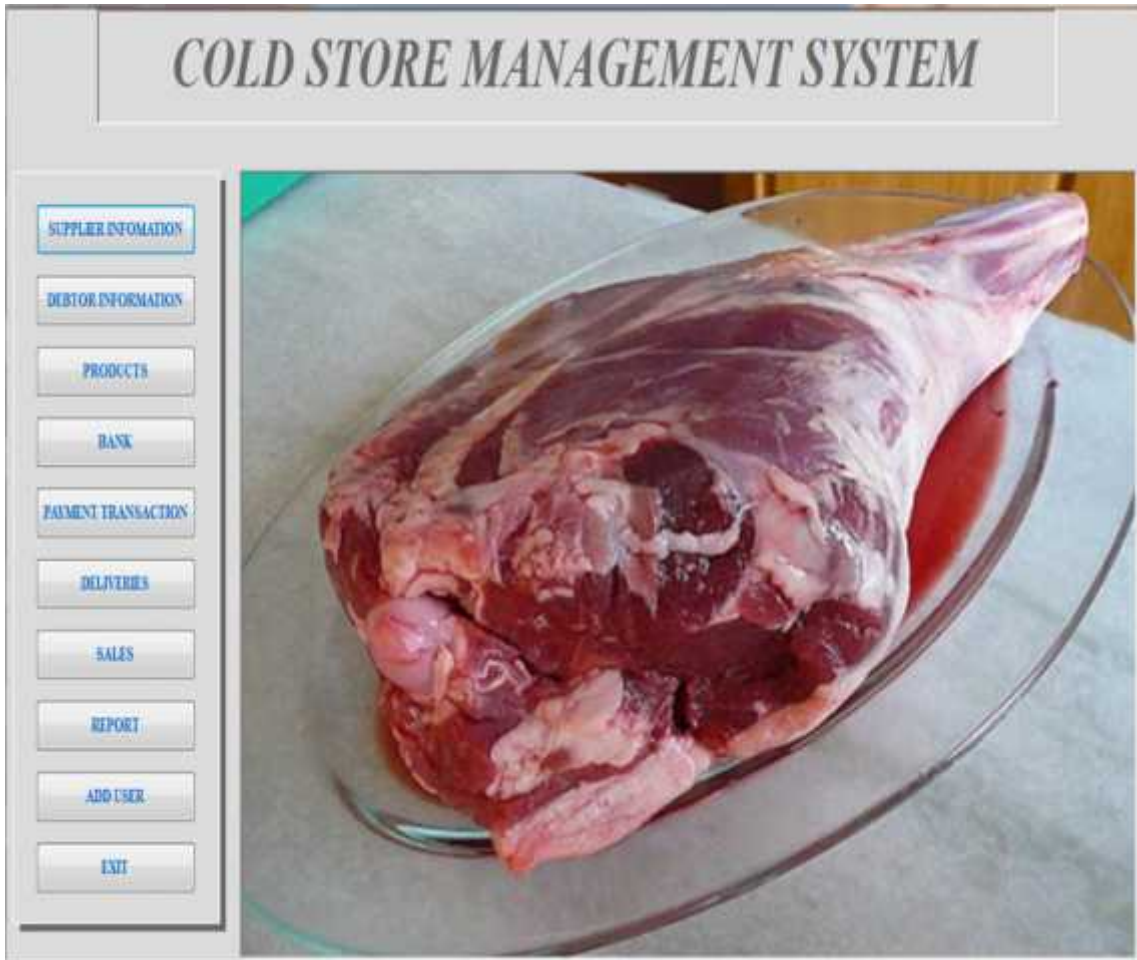 COLD STORE MANAGEMENT SYSTEM
SUPPLIER INFOMATION
DEBTOR INFORMATION
PRODUCTS
BANK
PAYMENT TRANSACTION
DELIVERIES
SALES
REPORT
ADD USER
EXIT